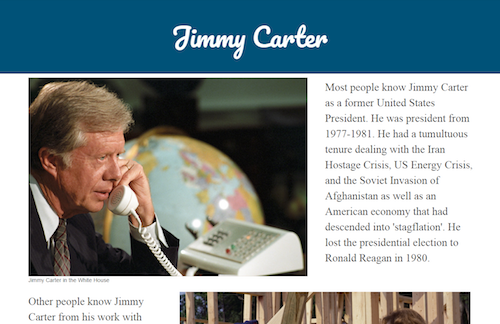 Jimmy Carter
Most people know Jimmy Carter
as a former United States
President. He was president from
1977-1981. He had a tumultuous
tenure dealing with the Iran
Hostage Crisis, US Energy Crisis,
and the Soviet Invasion of
Afghanistan as well as an
American economy that had
descended into 'stagflation'. He
lost the presidential election to
Ronald Reagan in 1980.
Jimmy Carter in the White House
Other people know Jimmy
Carter from his work with